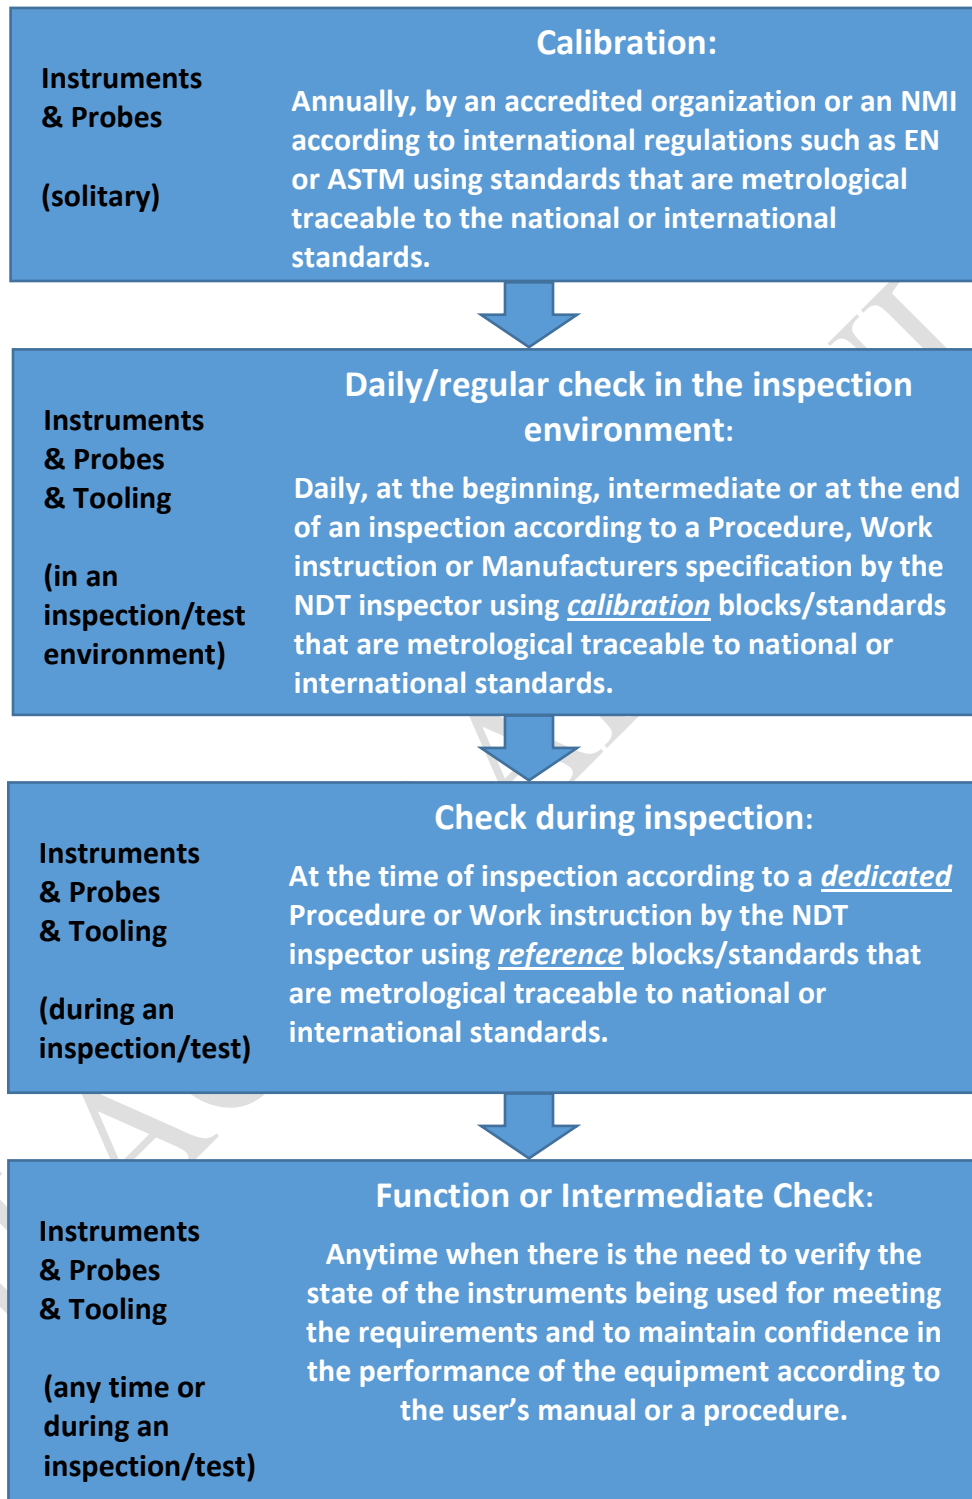 Instruments
& Probes
(solitary)
Calibration:
Annually, by an accredited organization or an NMI
according to international regulations such as EN
or ASTM using standards that are metrological
traceable to the national or international
standards.
Instruments
& Probes
& Tooling
(in an
inspection/test
environment)
Daily/regular check in the inspection
environment:
Daily, at the beginning, intermediate or at the end
of an inspection according to a Procedure, Work
instruction or Manufacturers specification by the
NDT inspector using calibration blocks/standards
that are metrological traceable to national or
international standards.
Instruments
& Probes
& Tooling
(during an
inspection/test)
Check during inspection:
At the time of inspection according to a dedicated
Procedure or Work instruction by the NDT
inspector using reference blocks/standards that
are metrological traceable to national or
international standards.
Instruments
& Probes
& Tooling
(any time or
during an
inspection/test)
Function or Intermediate Check:
Anytime when there is the need to verify the
state of the instruments being used for meeting
the requirements and to maintain confidence in
the performance of the equipment according to
the user’s manual or a procedure.